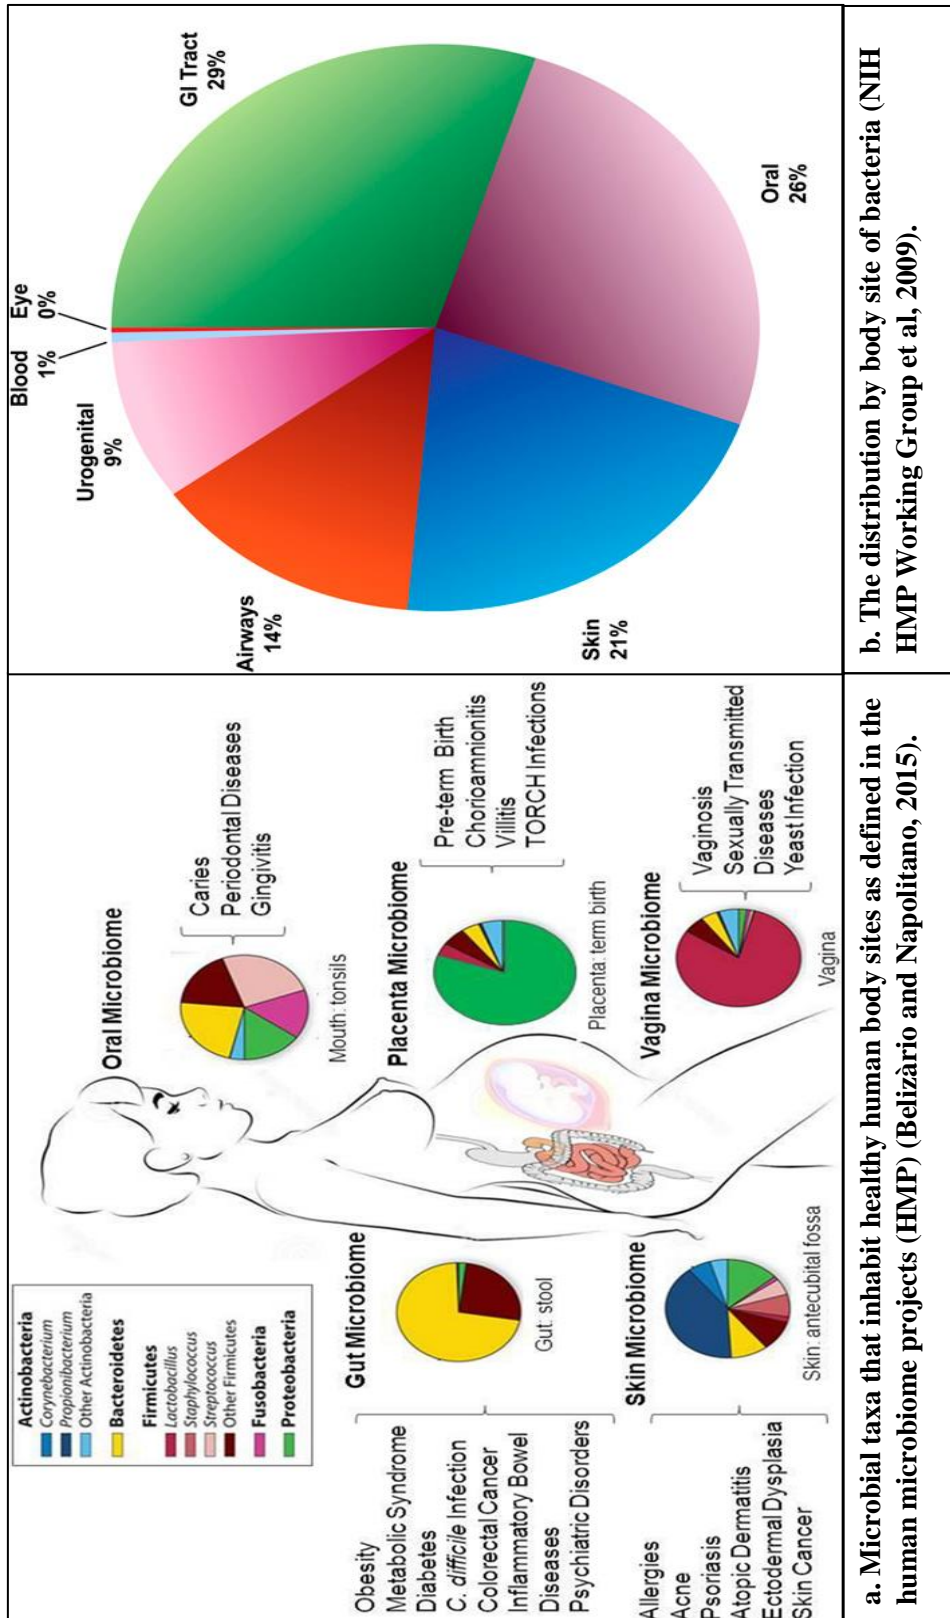 Actinobacteria
Corynebacterium
Propionibacterium
Other Actinobacteria
Bacteroidetes
Firmicutes
Lactobacillus
Staphylococcus
Streptococcus
Other Firmicutes
Fusobacteria
Proteobacteria
Oral Microbiome
Caries
Periodontal Diseases
Gingivitis
Mouth: tonsils
Gut Microbiome
Obesity
Metabolic Syndrome
Diabetes
C. difficile Infection
Colorectal Cancer
Inflammatory Bowel
Diseases
Psychiatric Disorders
Gut: stool
Placenta Microbiome
Pre-term Birth
Chorioamnionitis
Villitis
TORCH Infections
Placenta: term birth
Skin Microbiome
Allergies
Acne
Psoriasis
Atopic Dermatitis
Ectodermal Dysplasia
Skin Cancer
Skin: antecubital fossa
Vagina Microbiome
Vaginosis
Sexually Transmitted
Diseases
Yeast Infection
Vagina
a. Microbial taxa that inhabit healthy human body sites as defined in the
human microbiome projects (HMP) (Belizàrio and Napolitano, 2015).
Blood
1%
Eye
0%
Urogenital
9%
GI Tract
29%
Airways
14%
Skin
21%
Oral
26%
b. The distribution by body site of bacteria (NIH
HMP Working Group et al, 2009).